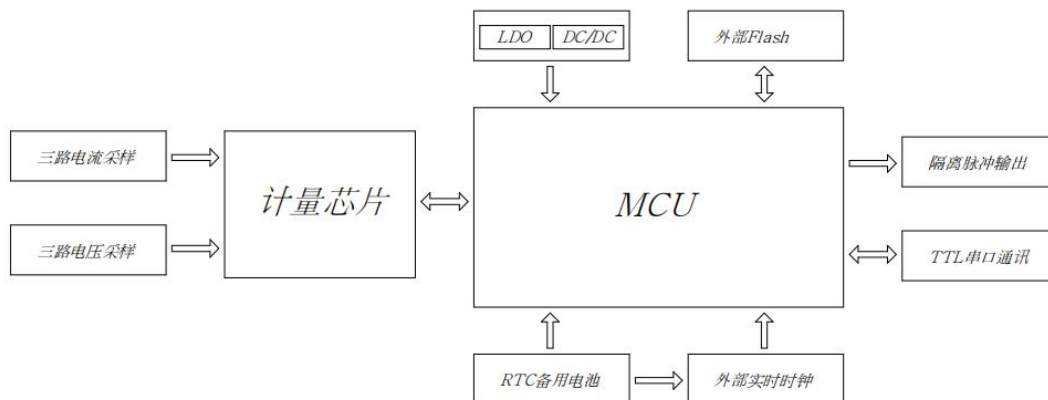 LDO DC/DC
外部Flash
三路电流采样
三路电压采样
计量芯片
MCU
隔离脉冲输出
TTL串口通讯
RTC备用电池
外部实时时钟